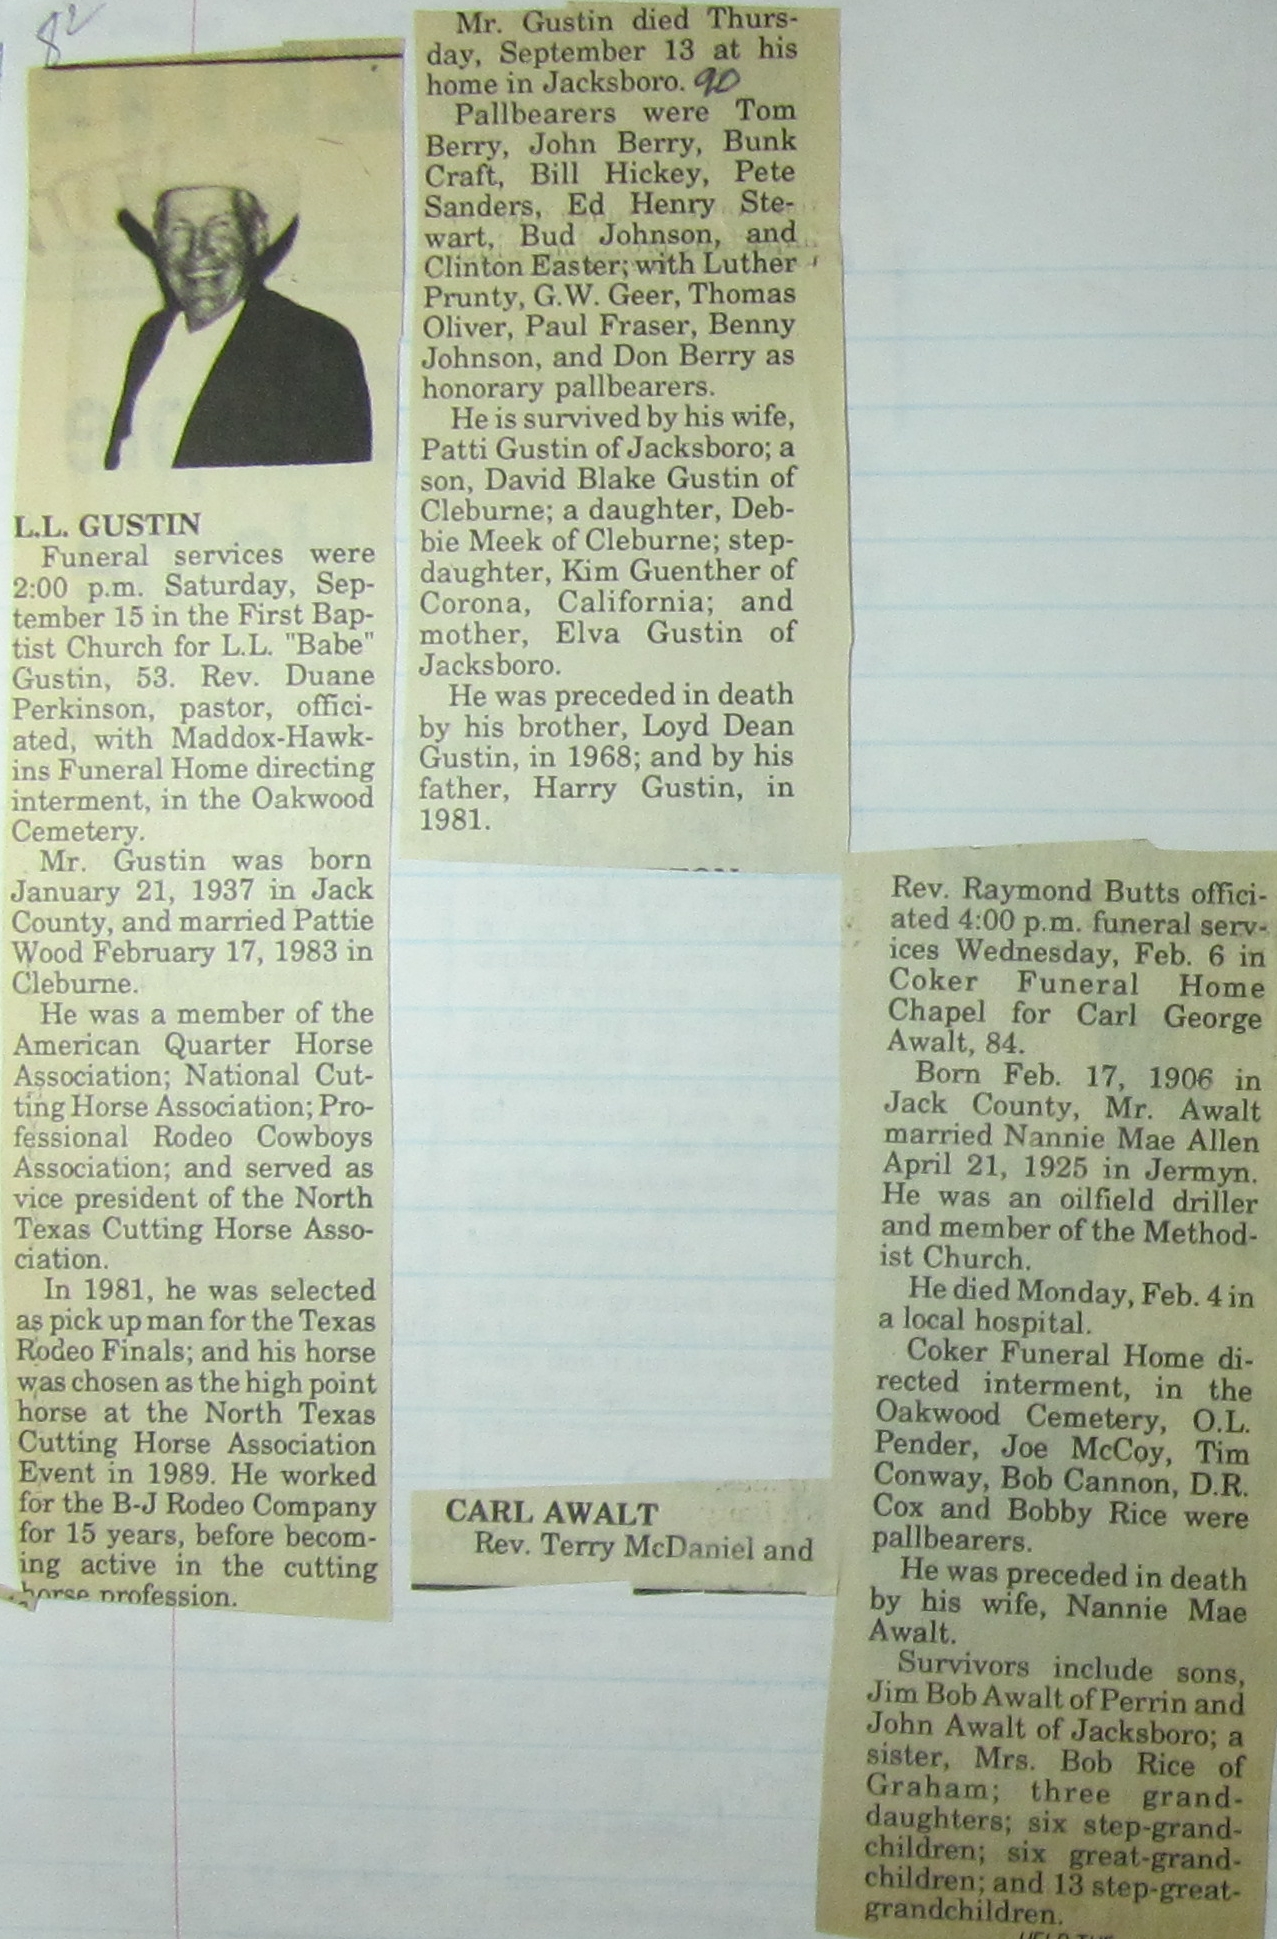 82
L.L. GUSTIN
Funeral services were
2:00 p.m. Saturday, Sep-
tember 15 in the First Bap-
tist Church for L.L. "Babe"
Gustin, 53. Rev. Duane
Perkinson, pastor, offici-
ated, with Maddox-Hawk-
ins Funeral Home directing
interment, in the Oakwood
Cemetery.
Mr. Gustin was born
January 21, 1937 in Jack
County, and married Pattie
Wood February 17, 1983 in
Cleburne.
He was a member of the
American Quarter Horse
Association; National Cut-
ting Horse Association; Pro-
fessional Rodeo Cowboys
Association; and served as
vice president of the North
Texas Cutting Horse Asso-
ciation.
In 1981, he was selected
as pick up man for the Texas
Rodeo Finals; and his horse
was chosen as the high point
horse at the North Texas
Cutting Horse Association
Event in 1989. He worked
for the B-J Rodeo Company
for 15 years, before becom-
ing active in the cutting
horse profession.
Mr. Gustin died Thurs-
day, September 13 at his
home in Jacksboro. 90
Pallbearers were Tom
Berry, John Berry, Bunk
Craft, Bill Hickey, Pete
Sanders, Ed Henry Ste-
wart, Bud Johnson, and
Clinton Easter; with Luther
Prunty, G.W. Geer, Thomas
Oliver, Paul Fraser, Benny
Johnson, and Don Berry as
honorary pallbearers.
He is survived by his wife,
Patti Gustin of Jacksboro; a
son, David Blake Gustin of
Cleburne; a daughter, Deb-
bie Meek of Cleburne; step-
daughter, Kim Guenther of
Corona, California; and
mother, Elva Gustin of
Jacksboro.
He was preceded in death
by his brother, Loyd Dean
Gustin, in 1968; and by his
father, Harry Gustin, in
1981.
CARL AWALT
Rev. Terry McDaniel and
Rev. Raymond Butts offici-
ated 4:00 p.m. funeral serv-
ices Wednesday, Feb. 6 in
Coker Funeral Home
Chapel for Carl George
Awalt, 84.
Born Feb. 17, 1906 in
Jack County, Mr. Awalt
married Nannie Mae Allen
April 21, 1925 in Jermyn.
He was an oilfield driller
and member of the Method-
ist Church.
He died Monday, Feb. 4 in
a local hospital.
Coker Funeral Home di-
rected interment, in the
Oakwood Cemetery, O.L.
Pender, Joe McCoy, Tim
Conway, Bob Cannon, D.R.
Cox and Bobby Rice were
pallbearers.
He was preceded in death
by his wife, Nannie Mae
Awalt.
Survivors include sons,
Jim Bob Awalt of Perrin and
John Awalt of Jacksboro; a
sister, Mrs. Bob Rice of
Graham; three grand-
daughters; six step-grand-
children; six great-grand-
children; and 13 step-great-
grandchildren.